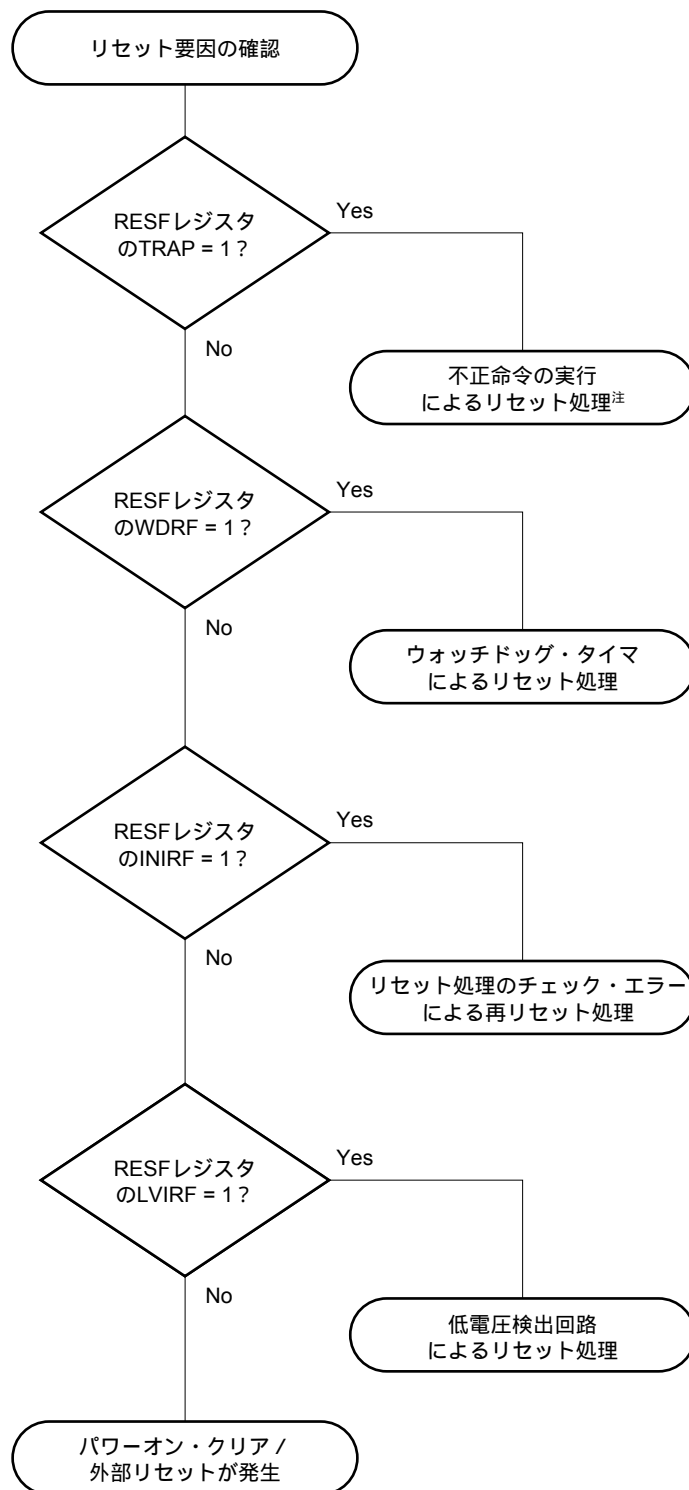 リセット要因の確認
RESFレジスタ
のTRAP = 1?
Yes
No
不正命令の実行
によるリセット処理注
RESFレジスタ
のWDRF = 1?
Yes
No
ウォッチドッグ・タイマ
によるリセット処理
RESFレジスタ
のINIRF = 1?
Yes
No
リセット処理のチェック・エラー
による再リセット処理
RESFレジスタ
のLVIRF = 1?
Yes
No
低電圧検出回路
によるリセット処理
パワーオン・クリア /
外部リセットが発生